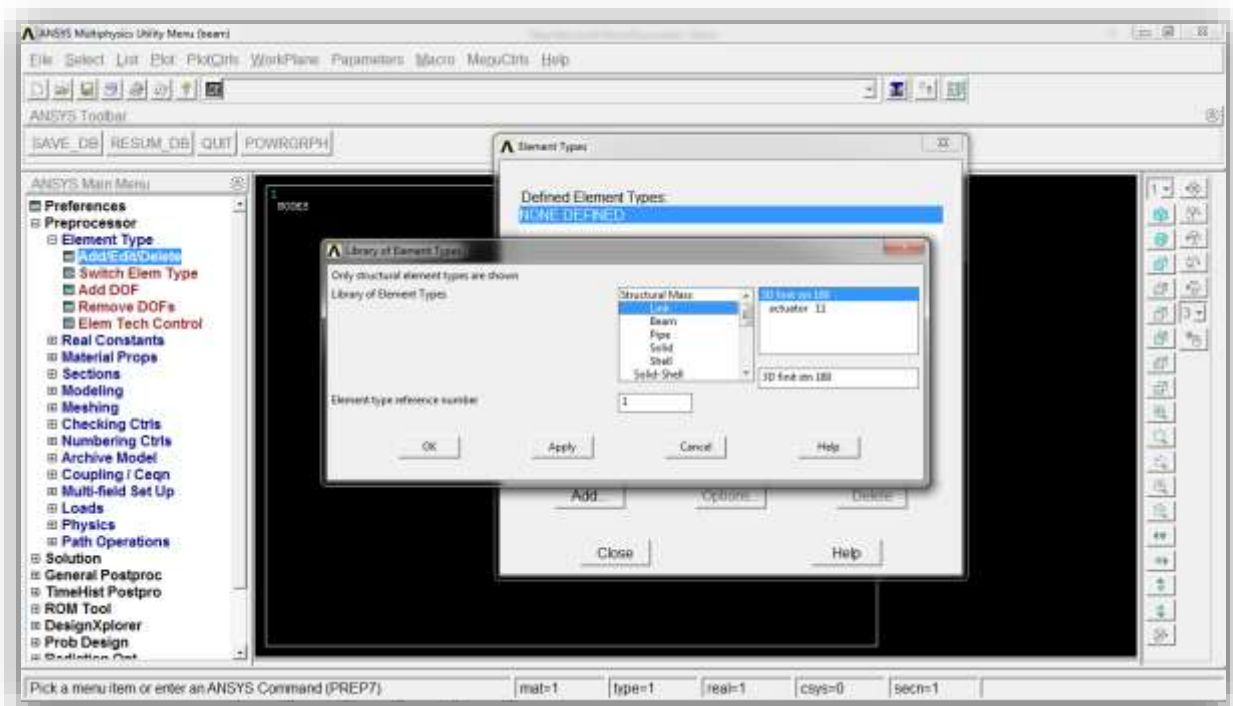 ANSYS Multiphysics Utility Menu (beam)
File Select List Plot PlotCtrls WorkPlane Parameters Macro MenuCtrls Help
ANSYS Toolbar
SAVE_DB RESUM_DB QUIT POWRGRPH
ANSYS Main Menu
Preferences
Preprocessor
Element Type
Add/Edit/Delete
Switch Elem Type
Add DOF
Remove DOFs
Elem Tech Control
Real Constants
Material Props
Sections
Modeling
Meshing
Checking Ctrls
Numbering Ctrls
Archive Model
Coupling / Ceqn
Multi-field Set Up
Loads
Physics
Path Operations
Solution
General Postproc
TimeHist Postpro
ROM Tool
DesignXplorer
Prob Design
Radiation Opt
1
NODES
Element Types
Defined Element Types:
NONE DEFINED
Library of Element Types
Only structural element types are shown
Library of Element Types
Structural Mass
Link
Beam
Pipe
Solid
Shell
Solid-Shell
3D finit stn 180
actuator 11
3D finit stn 180
Element type reference number
1
OK Apply Cancel Help
Add... Options... Delete
Close Help
1
3
Pick a menu item or enter an ANSYS Command (PREP7) mat=1 type=1 real=1 csys=0 secn=1